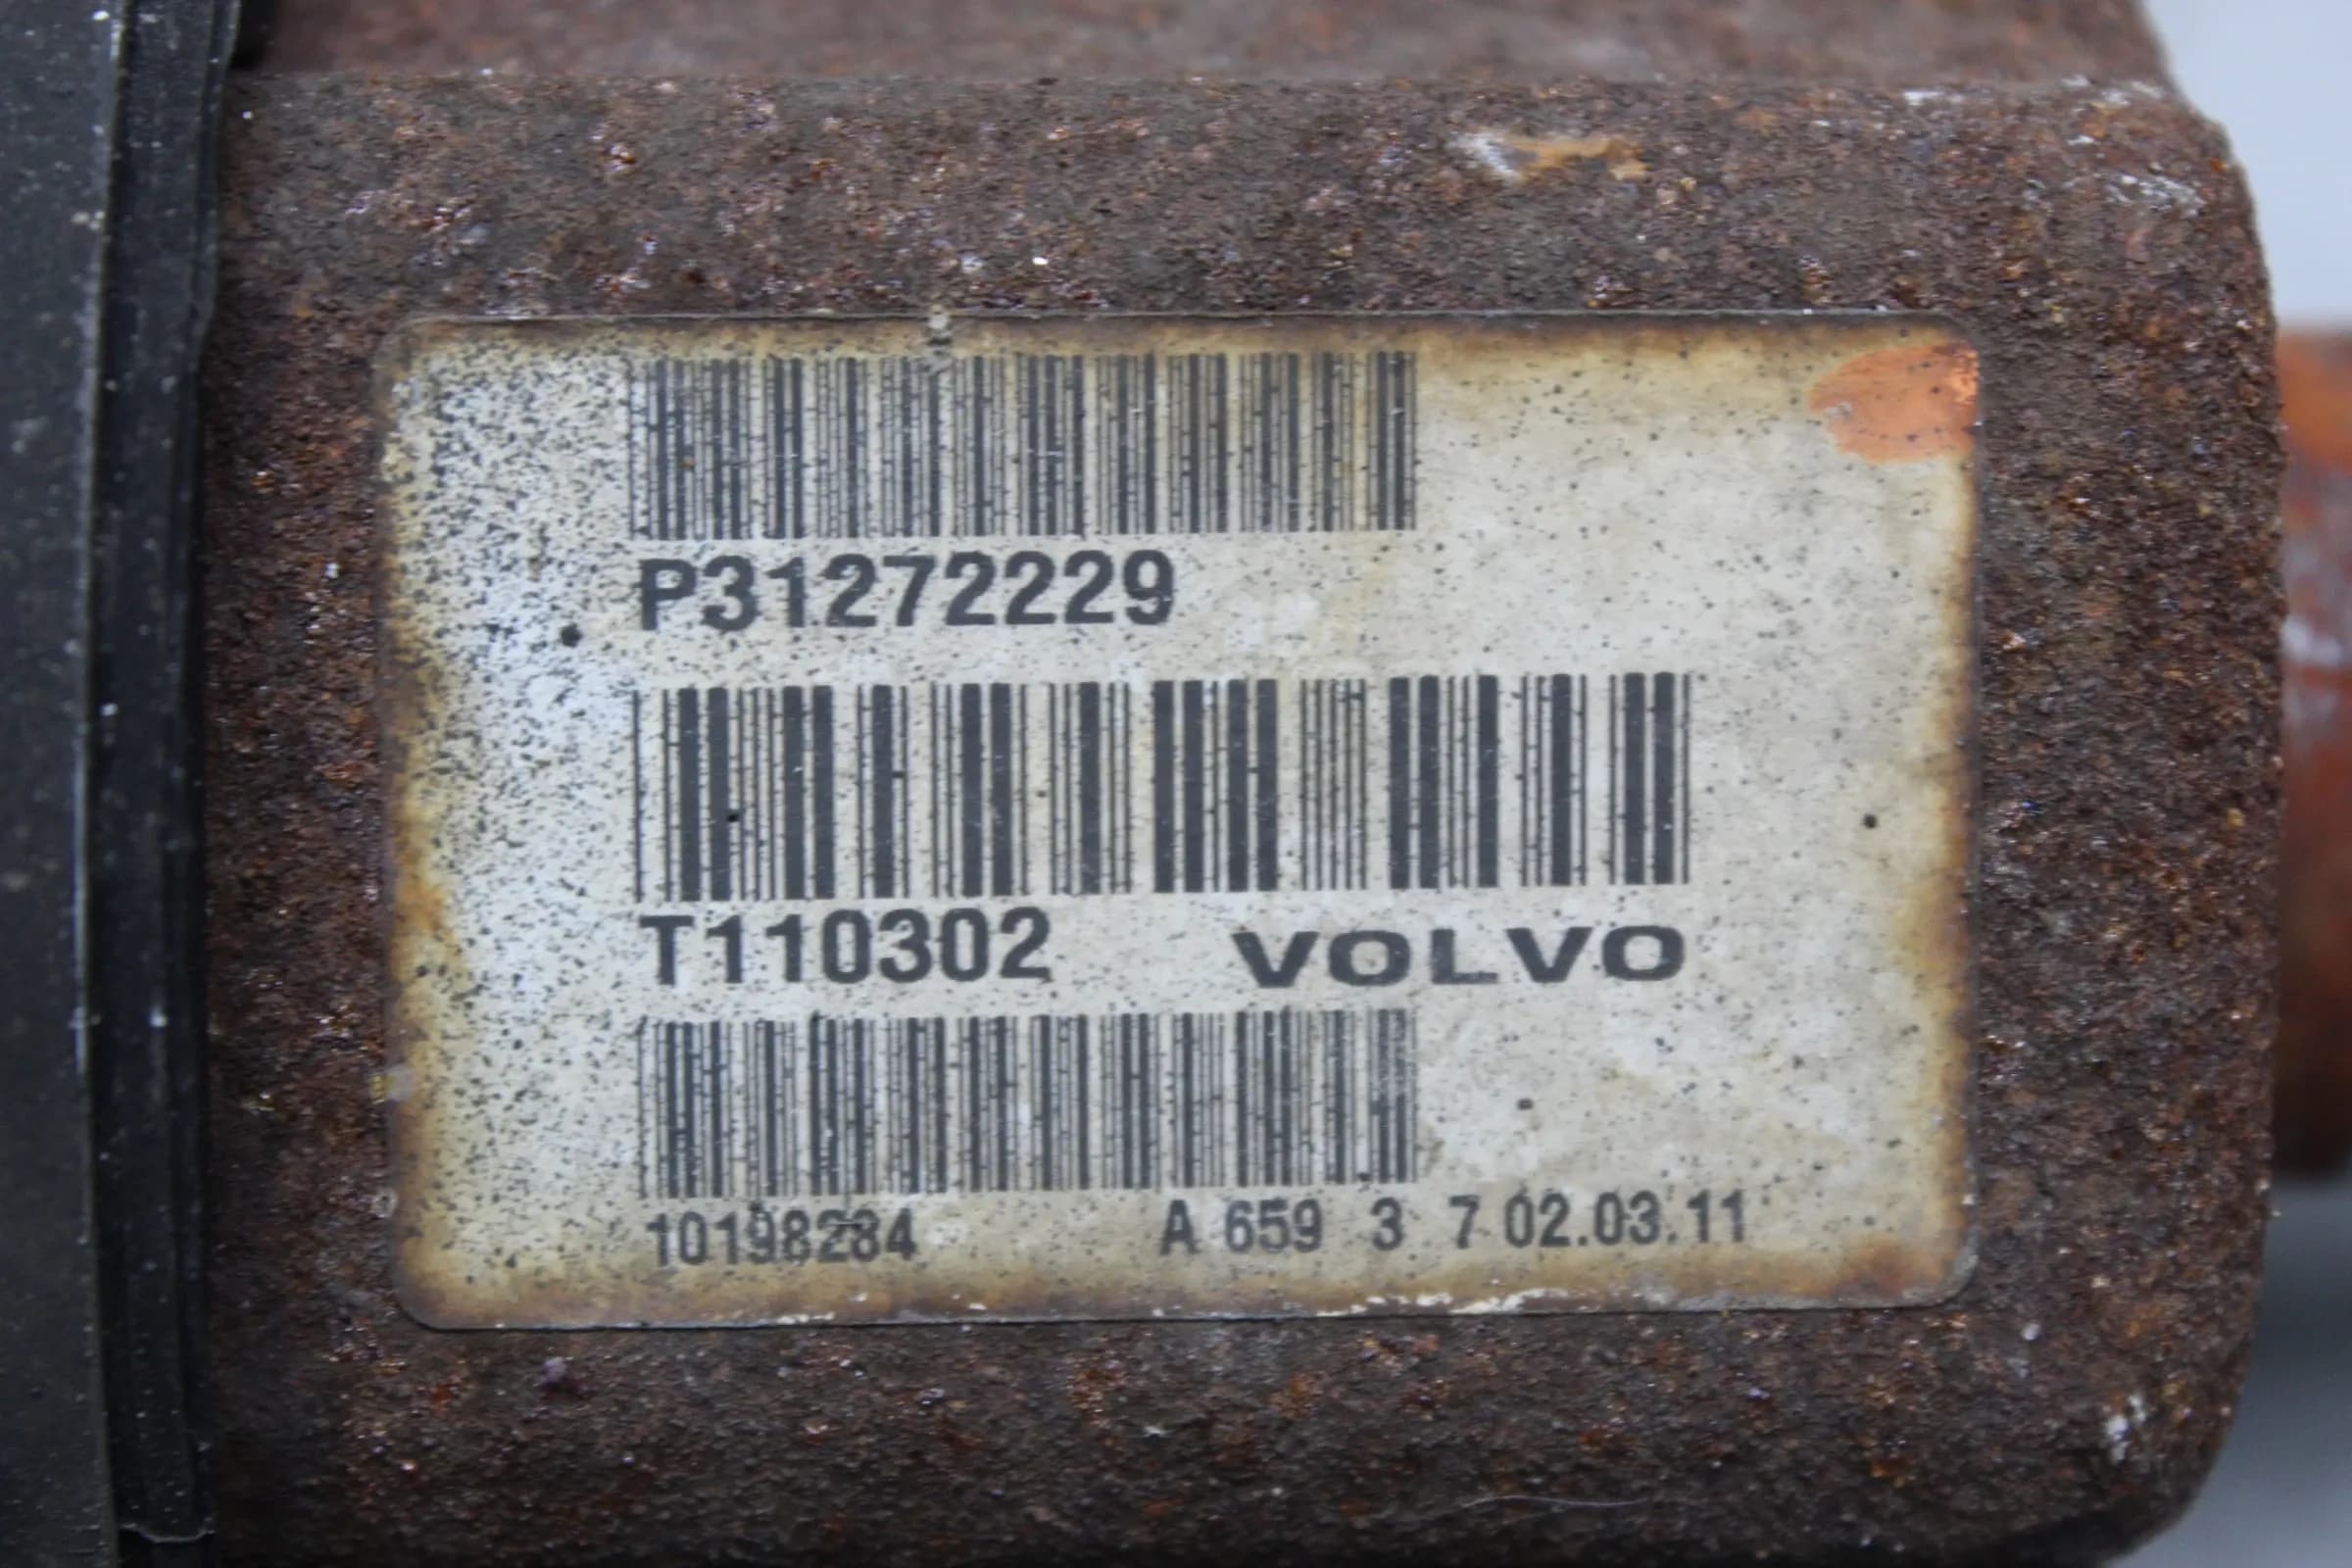 P31272229
T110302 VOLVO
10198284 A 659 3 7 02.03.11